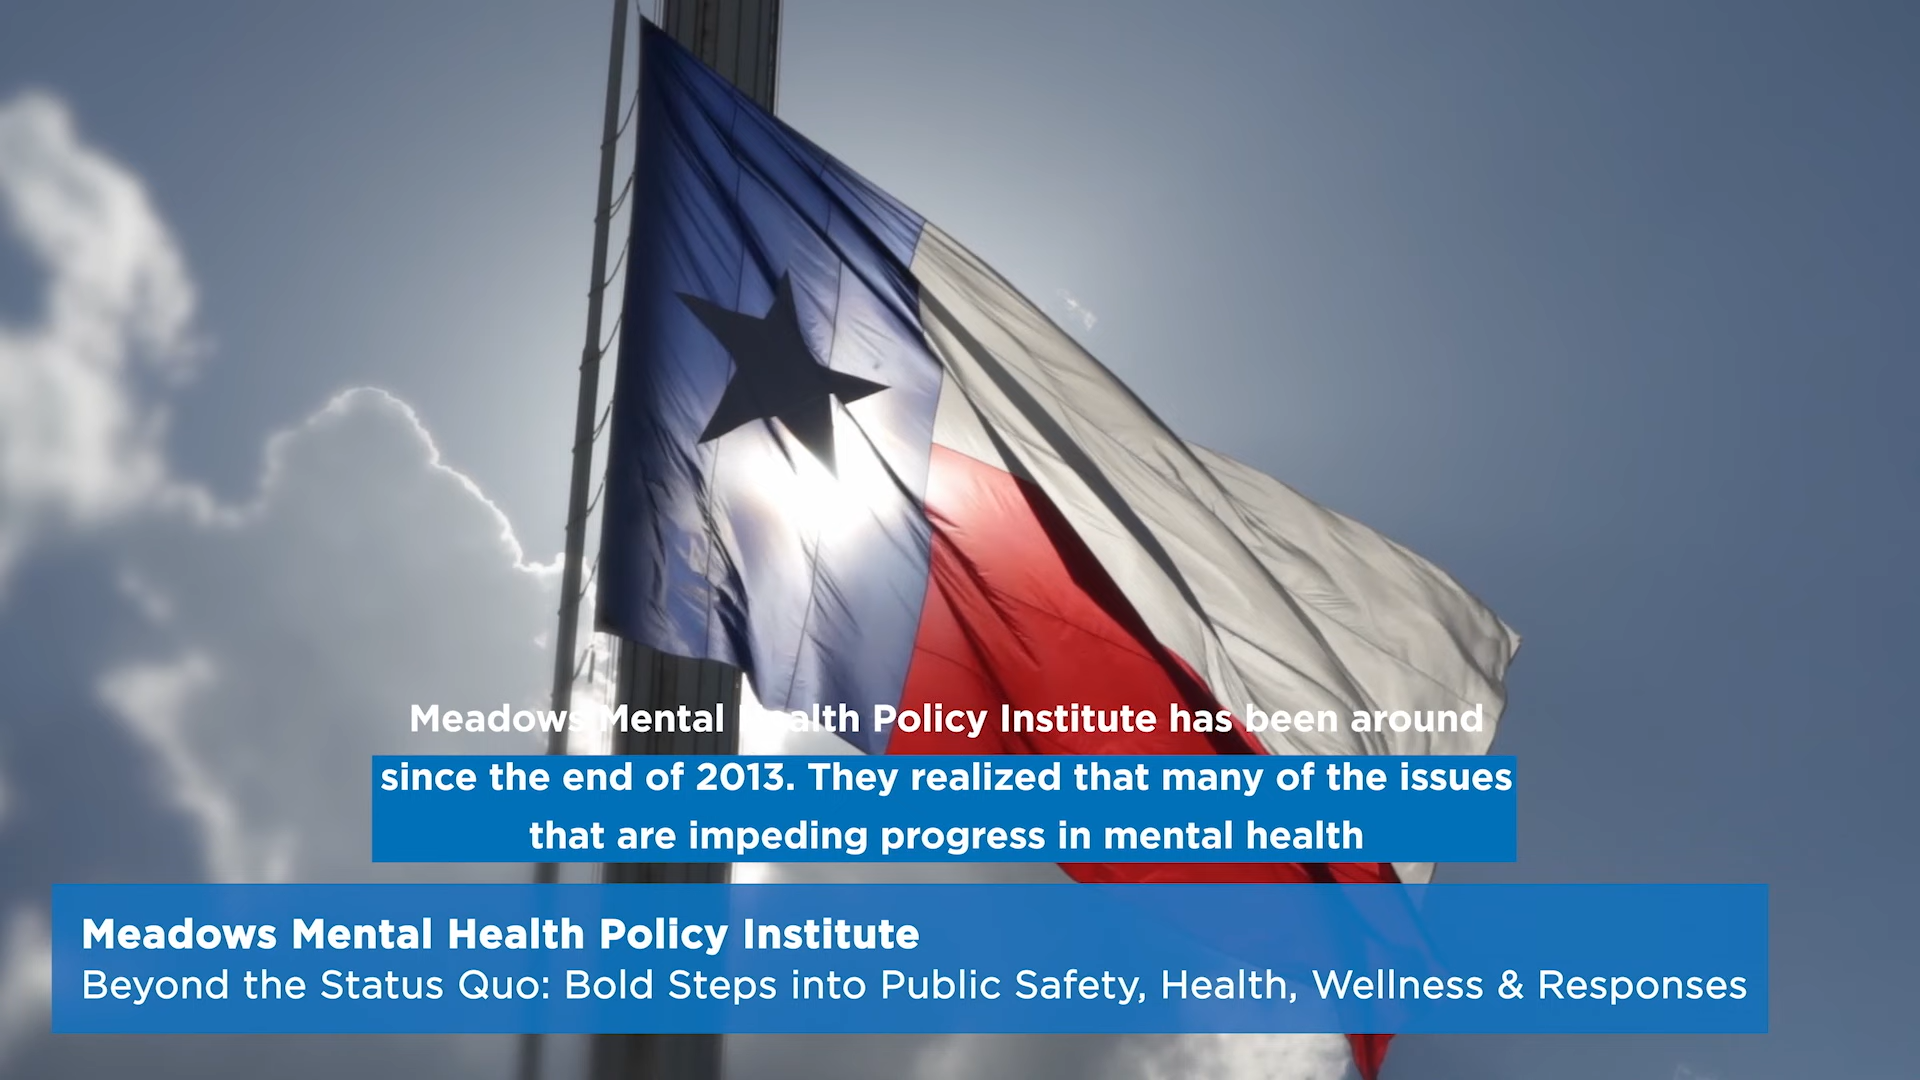 Meadows Mental Health Policy Institute has been around
since the end of 2013. They realized that many of the issues
that are impeding progress in mental health
Meadows Mental Health Policy Institute
Beyond the Status Quo: Bold Steps into Public Safety, Health, Wellness & Responses